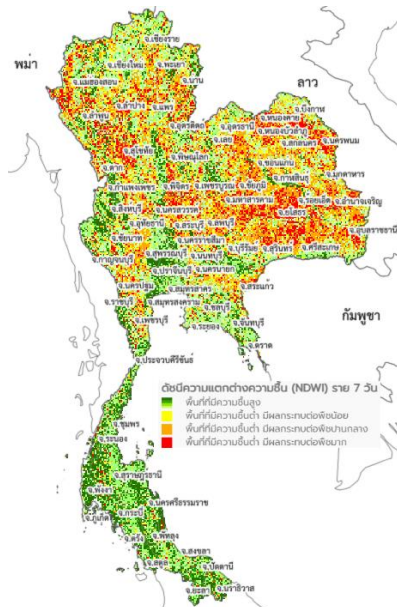 จ.เชียงราย
พม่า
จ.เชียงใหม่
จ.พะเยา
จ.แม่ฮ่องสอน
จ.น่าน
ลาว
จ.ลำปาง
จ.แพร่
จ.ลำพูน
จ.บึงกาฬ
จ.หนองคาย
จ.อุตรดิตถ์
จ.อุดรธานี
จ.หนองบัวลำภู
จ.สุโขทัย
จ.เลย
จ.สกลนคร
จ.นครพนม
จ.พิษณุโลก
จ.ขอนแก่น
จ.ตาก
จ.กาฬสินธุ์
จ.มุกดาหาร
จ.กำแพงเพชร
จ.พิจิตร
จ.เพชรบูรณ์
จ.ชัยภูมิ
จ.มหาสารคาม
จ.ร้อยเอ็ด
จ.อำนาจเจริญ
จ.สิงหบุรี
จ.นครสวรรค์
จ.ยโสธร
จ.อุทัยธานี
จ.สระบุรี
จ.ลพบุรี
จ.อุบลราชธานี
จ.ชัยนาท
จ.นครราชสีมา
จ.บุรีรัมย์
จ.สุรินทร์
จ.ศรีสะเกษ
จ.กาญจนบุรี
จ.สุพรรณบุรี
จ.นนทบุรี
จ.ปราจีนบุรี
จ.นครนายก
จ.นครปฐม
จ.สมุทรสาคร
จ.สระแก้ว
จ.ราชบุรี
จ.สมุทรสงคราม
จ.ชลบุรี
กัมพูชา
จ.เพชรบุรี
จ.ระยอง
จ.จันทบุรี
จ.ตราด
จ.ประจวบคีรีขันธ์
ดัชนีความแตกต่างความชื้น (NDWI) ราย 7 วัน
พื้นที่ที่มีความชื้นสูง
พื้นที่ที่มีความชื้นต่ำ มีผลกระทบต่อพืชน้อย
พื้นที่ที่มีความชื้นต่ำ มีผลกระทบต่อพืชปานกลาง
พื้นที่ที่มีความชื้นต่ำ มีผลกระทบต่อพืชมาก
จ.ชุมพร
จ.ระนอง
จ.สุราษฎร์ธานี
จ.พังงา
จ.นครศรีธรรมราช
จ.ภูเก็ต
จ.กระบี่
จ.ตรัง
จ.พัทลุง
จ.สงขลา
จ.สตูล
จ.ปัตตานี
จ.ยะลา
จ.นราธิวาส